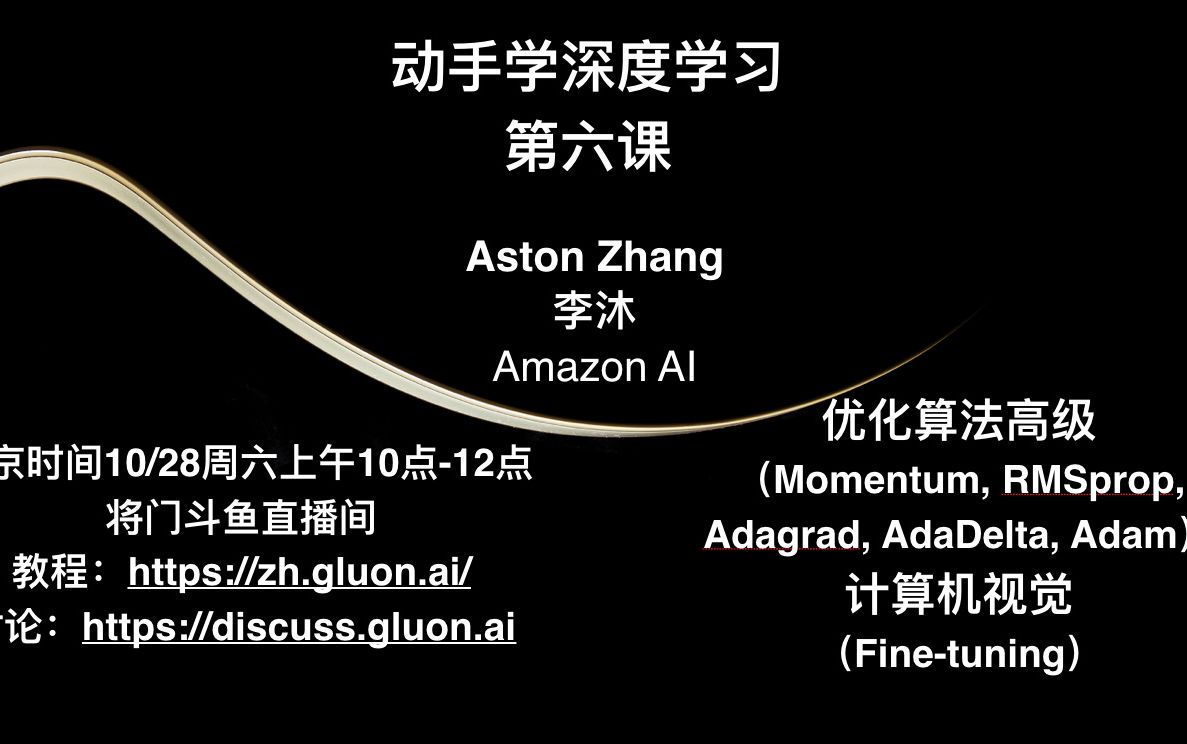 动手学深度学习
第六课
Aston Zhang
李沐
Amazon AI
京时间10/28周六上午10点-12点
将门斗鱼直播间
教程：https://zh.gluon.ai/
论：https://discuss.gluon.ai
优化算法高级
（Momentum, RMSprop,
Adagrad, AdaDelta, Adam）
计算机视觉
（Fine-tuning）